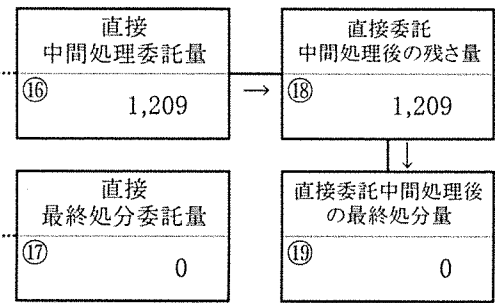 直接
中間処理委託量
⑯
1,209
→
直接委託
中間処理後の残さ量
⑱
1,209
↓
直接
最終処分委託量
⑰
0
直接委託中間処理後
の最終処分量
⑲
0